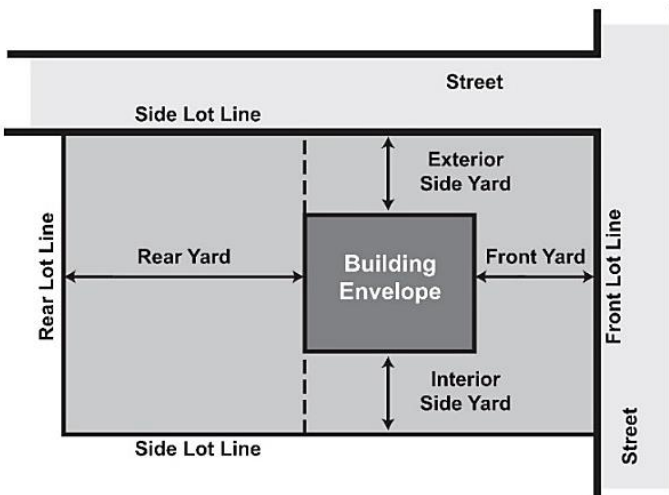 Street
Side Lot Line
Exterior
Side Yard
Rear Lot Line
Rear Yard
Building
Envelope
Front Yard
Front Lot Line
Interior
Side Yard
Side Lot Line
Street